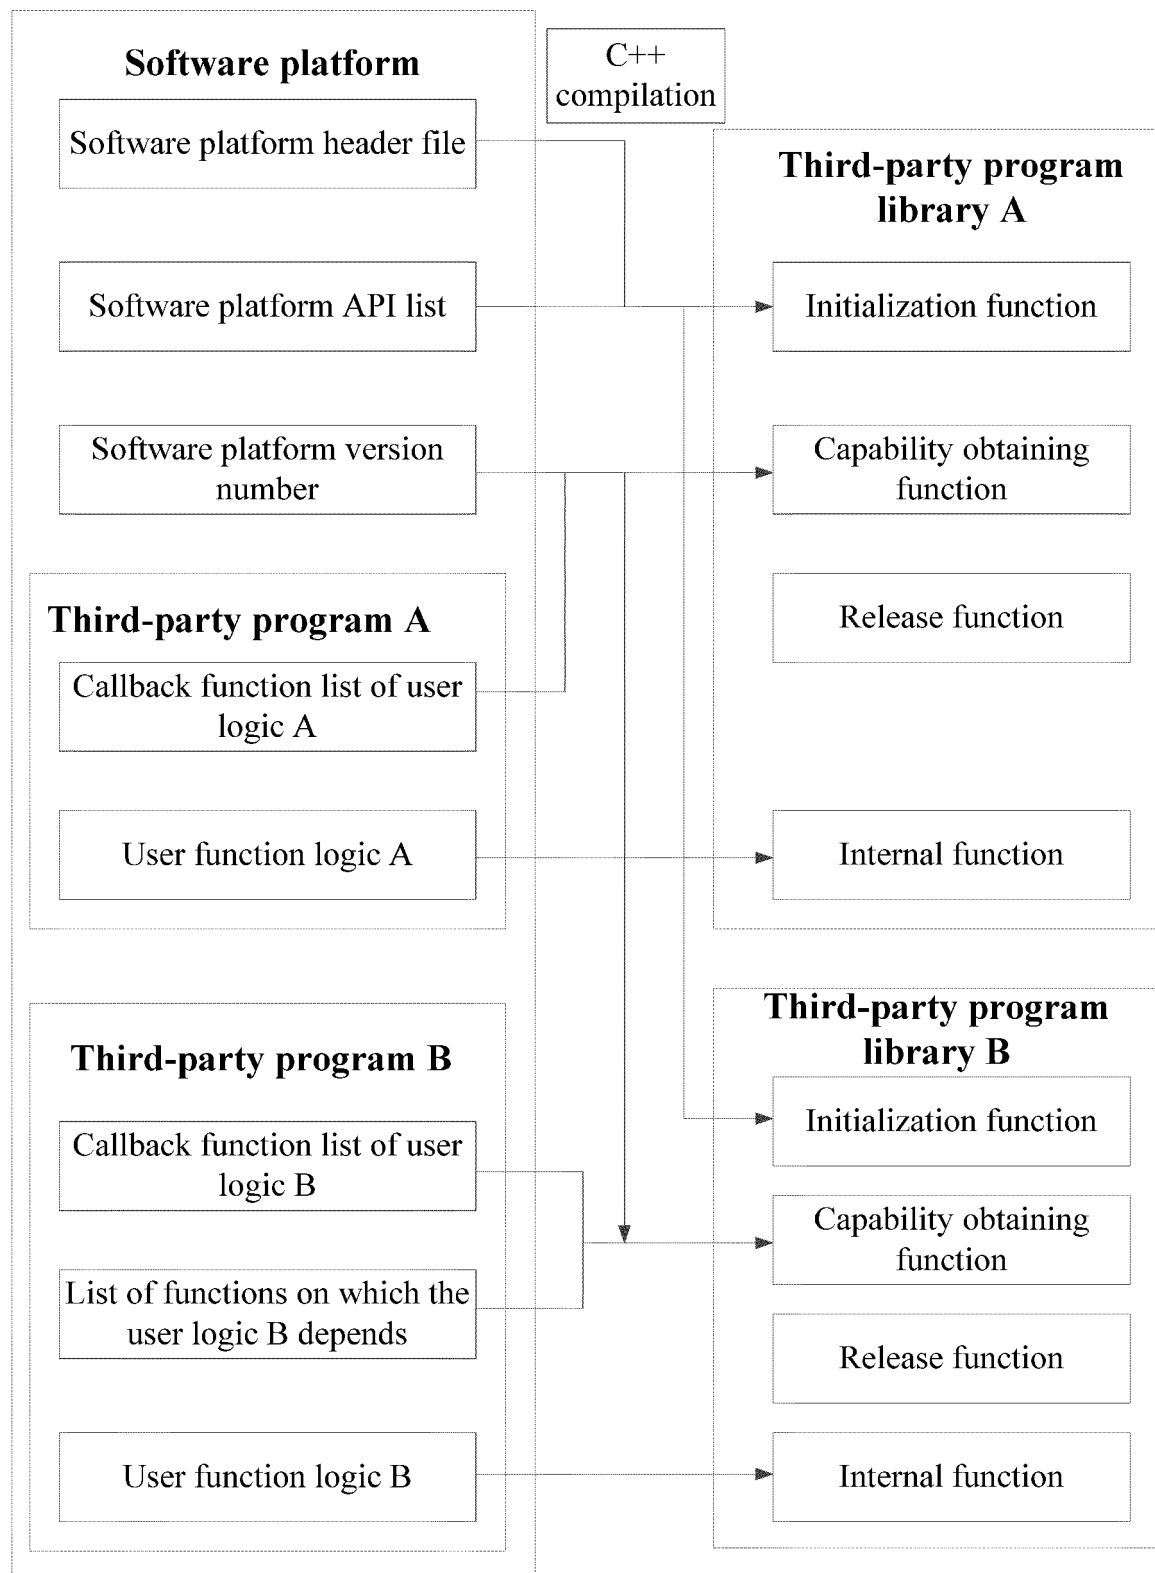 Software platform
Software platform header file
Software platform API list
Software platform version
number
Third-party program A
Callback function list of user
logic A
User function logic A
Third-party program B
Callback function list of user
logic B
List of functions on which the
user logic B depends
User function logic B
C++
compilation
Third-party program
library A
Initialization function
Capability obtaining
function
Release function
Internal function
Third-party program
library B
Initialization function
Capability obtaining
function
Release function
Internal function